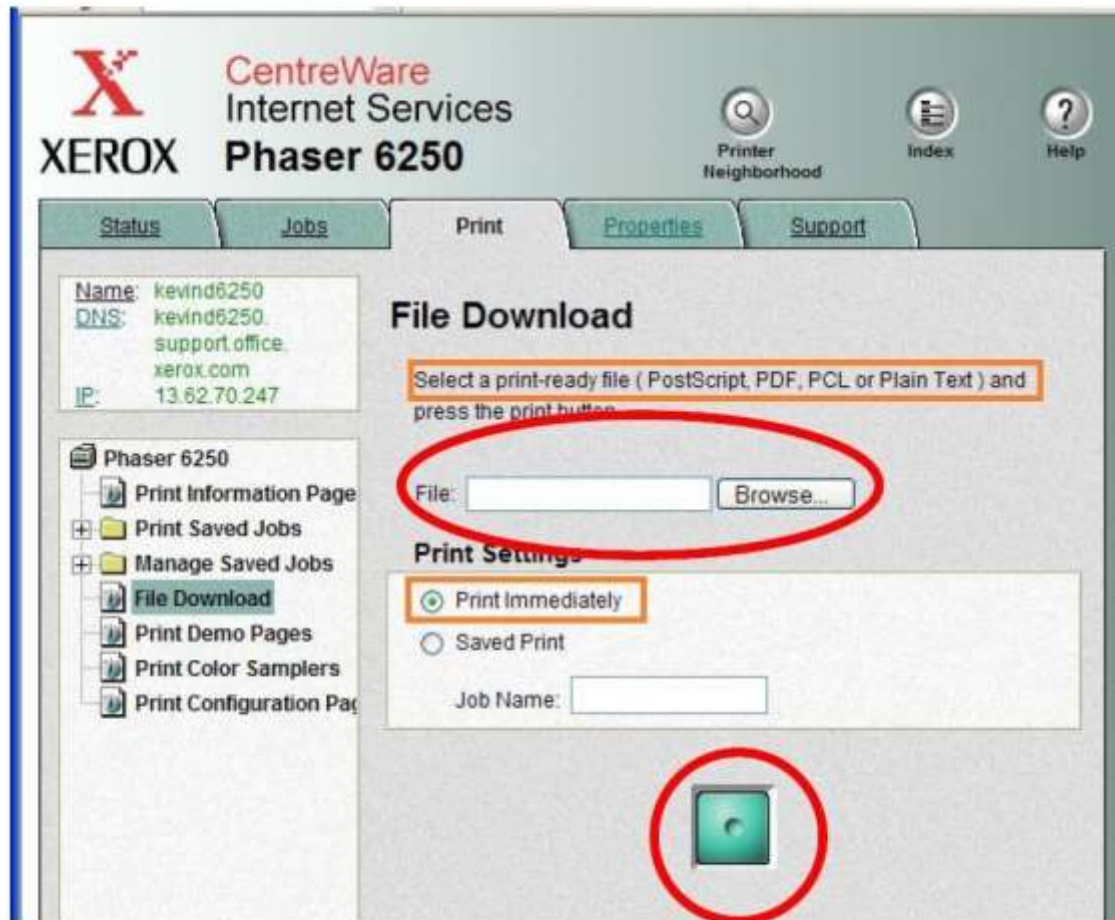 CentreWare
Internet Services
XEROX Phaser 6250
Printer
Neighborhood
Index
Help
Status
Jobs
Print
Properties
Support
Name: kevind6250
DNS: kevind6250.
support.office.
xerox.com
IP: 13.62.70.247
Phaser 6250
Print Information Page
Print Saved Jobs
Manage Saved Jobs
File Download
Print Demo Pages
Print Color Samplers
Print Configuration Pag
File Download
Select a print-ready file ( PostScript, PDF, PCL or Plain Text ) and
press the print button.
File:
Browse...
Print Settings
Print Immediately
Saved Print
Job Name: